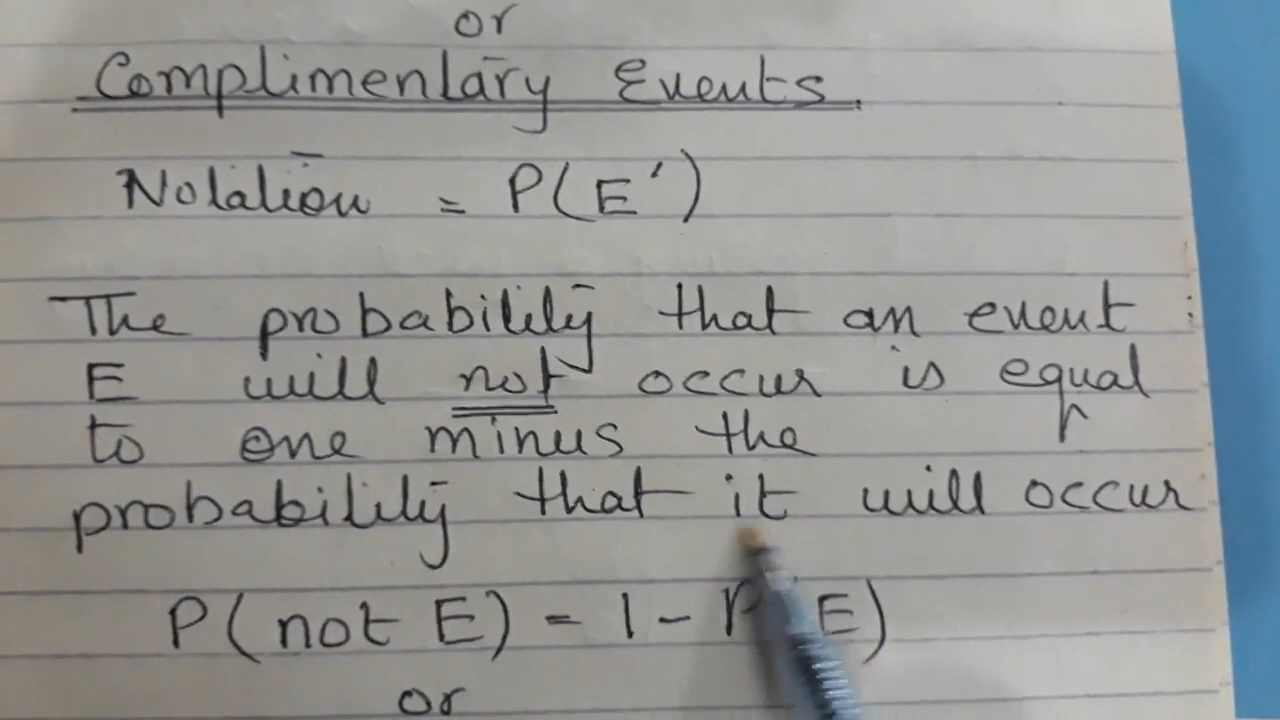 or
Complimentary Events.
Notation = P(E')
The probability that an event :
E will not occur is equal
to one minus the
probability that it will occur
P(not E) = 1 - P(E)
or